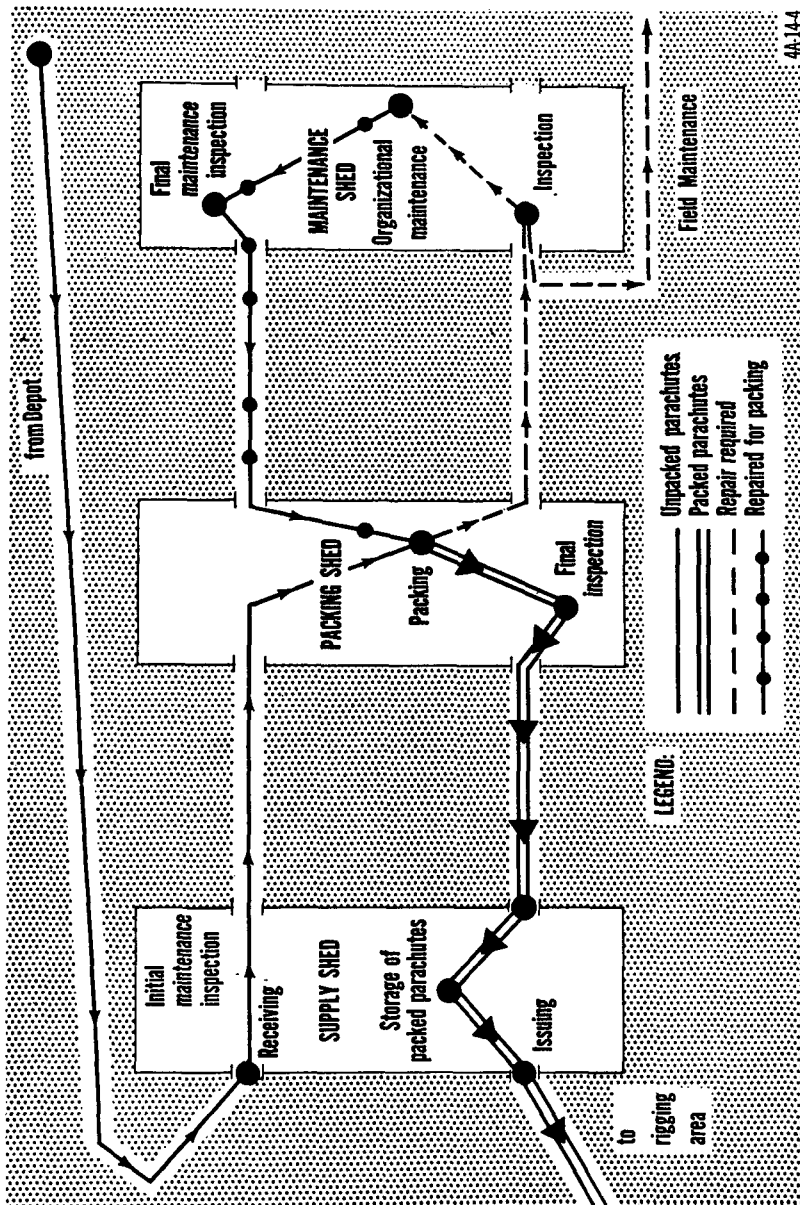 from Depot
Initial
maintenance
inspection
Receiving
SUPPLY SHED
Storage of
packed parachutes
Issuing
to
rigging
area
PACKING SHED
Packing
Final
inspection
Final
maintenance
inspection
MAINTENANCE
SHED
Organizational
maintenance
Inspection
Field Maintenance
LEGEND:
Unpacked parachutes
Packed parachutes
Repair required
Repaired for packing
4A-14-4